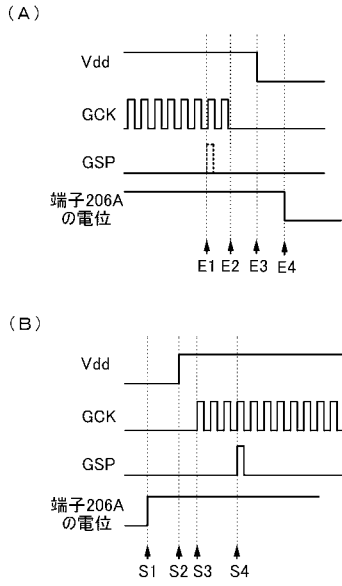 (A)
Vdd
GCK
GSP
端子206A
の電位
E1 E2 E3 E4
(B)
Vdd
GCK
GSP
端子206A
の電位
S1 S2 S3 S4